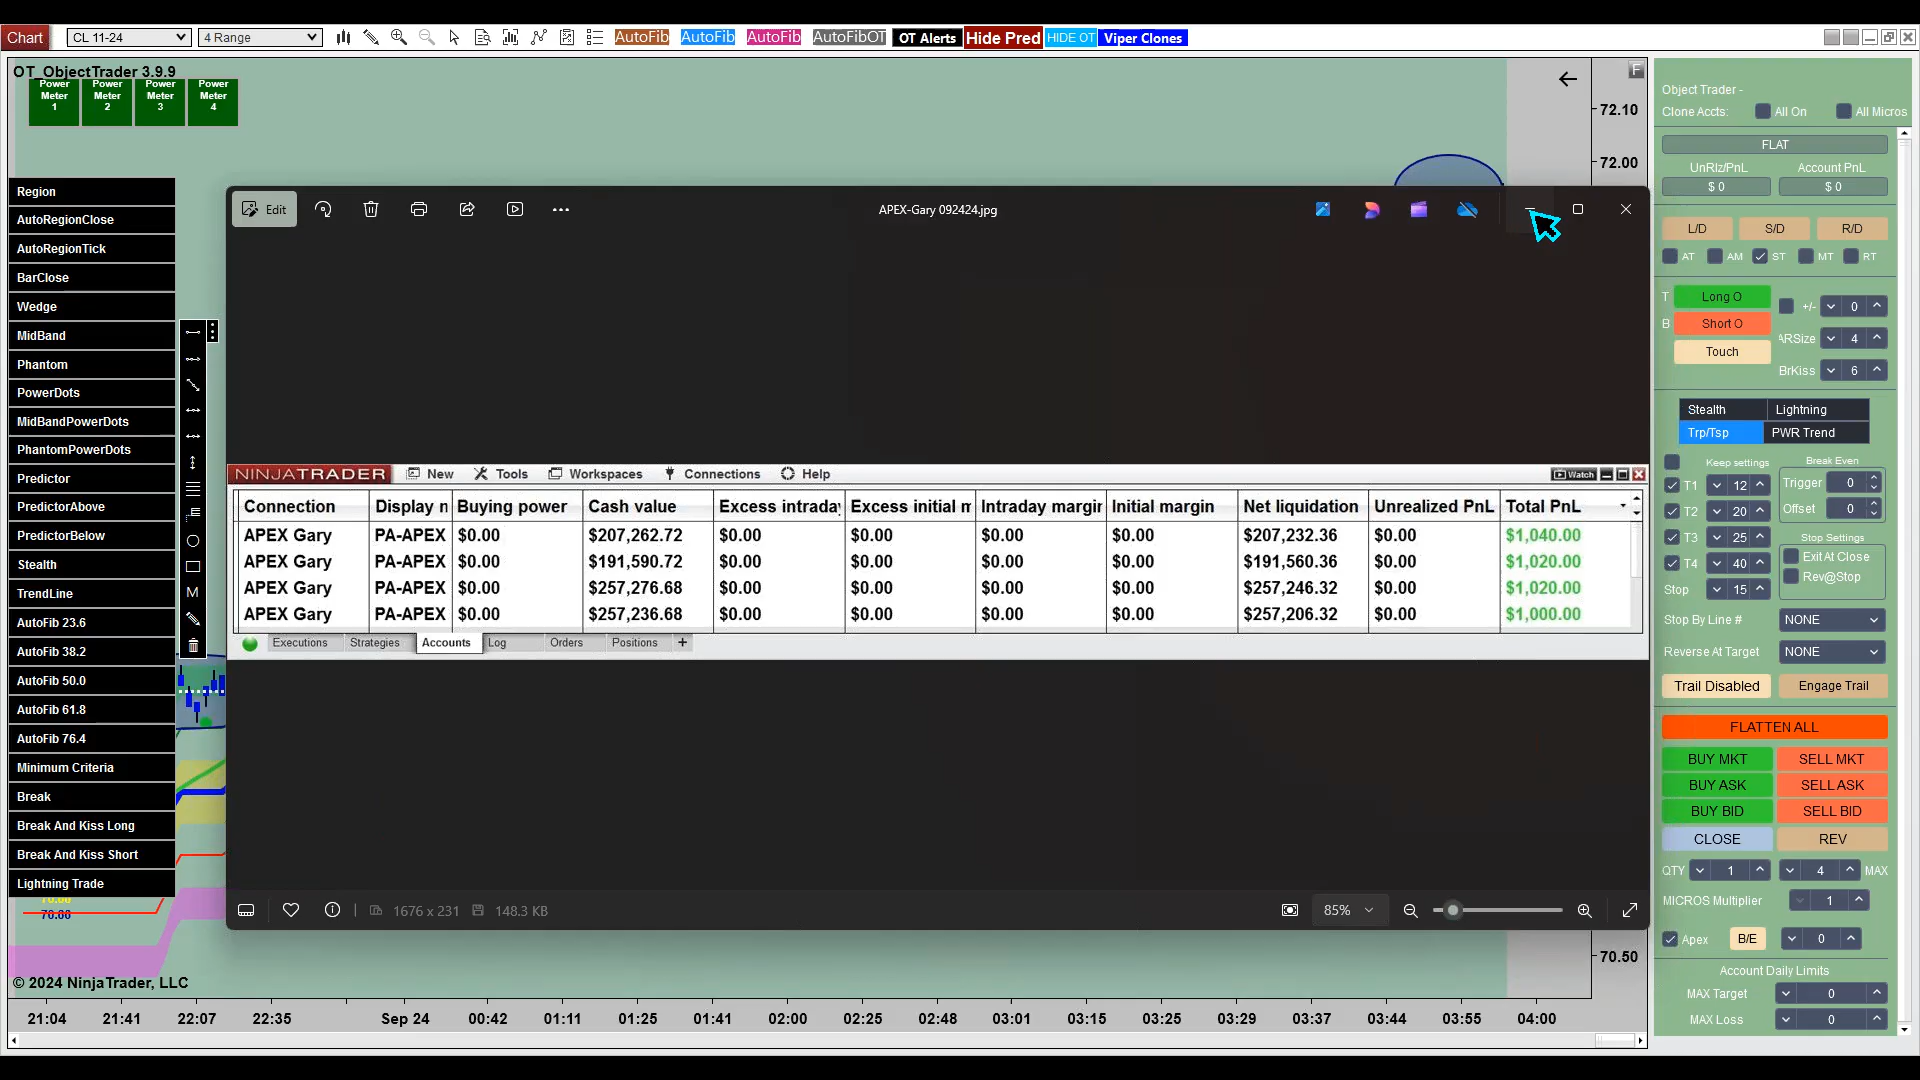 Chart CL 11-24 4 Range AutoFib AutoFib AutoFib AutoFibOT OT Alerts Hide Pred HIDE OT Viper Clones
OT_ObjectTrader 3.9.9
Power Meter 1
Power Meter 2
Power Meter 3
Power Meter 4
F
72.10
72.00
Region
AutoRegionClose
AutoRegionTick
BarClose
Wedge
MidBand
Phantom
PowerDots
MidBandPowerDots
PhantomPowerDots
Predictor
PredictorAbove
PredictorBelow
Stealth
TrendLine
AutoFib 23.6
AutoFib 38.2
AutoFib 50.0
AutoFib 61.8
AutoFib 76.4
Minimum Criteria
Break
Break And Kiss Long
Break And Kiss Short
Lightning Trade
M
Edit APEX-Gary 092424.jpg
NINJATRADER New Tools Workspaces Connections Help Watch
Connection Display n Buying power Cash value Excess intraday Excess initial m Intraday margin Initial margin Net liquidation Unrealized PnL Total PnL
APEX Gary PA-APEX $0.00 $207,262.72 $0.00 $0.00 $0.00 $0.00 $207,232.36 $0.00 $1,040.00
APEX Gary PA-APEX $0.00 $191,590.72 $0.00 $0.00 $0.00 $0.00 $191,560.36 $0.00 $1,020.00
APEX Gary PA-APEX $0.00 $257,276.68 $0.00 $0.00 $0.00 $0.00 $257,246.32 $0.00 $1,020.00
APEX Gary PA-APEX $0.00 $257,236.68 $0.00 $0.00 $0.00 $0.00 $257,206.32 $0.00 $1,000.00
Executions Strategies Accounts Log Orders Positions +
1676 x 231 148.3 KB 85%
70.88
70.50
© 2024 NinjaTrader, LLC
21:04 21:41 22:07 22:35 Sep 24 00:42 01:11 01:25 01:41 02:00 02:25 02:48 03:01 03:15 03:25 03:29 03:37 03:44 03:55 04:00
Object Trader -
Clone Accts: All On All Micros
FLAT
UnRlz/PnL Account PnL
$ 0 $ 0
L/D S/D R/D
AT AM ST MT RT
T Long O +/- 0
B Short O ARSize 4
Touch BrKiss 6
Stealth Lightning
Trp/Tsp PWR Trend
Keep settings Break Even
T1 12 Trigger 0
T2 20 Offset 0
T3 25 Stop Settings
T4 40 Exit At Close
Stop 15 Rev@Stop
Stop By Line # NONE
Reverse At Target NONE
Trail Disabled Engage Trail
FLATTEN ALL
BUY MKT SELL MKT
BUY ASK SELL ASK
BUY BID SELL BID
CLOSE REV
QTY 1 4 MAX
MICROS Multiplier 1
Apex B/E 0
Account Daily Limits
MAX Target 0
MAX Loss 0